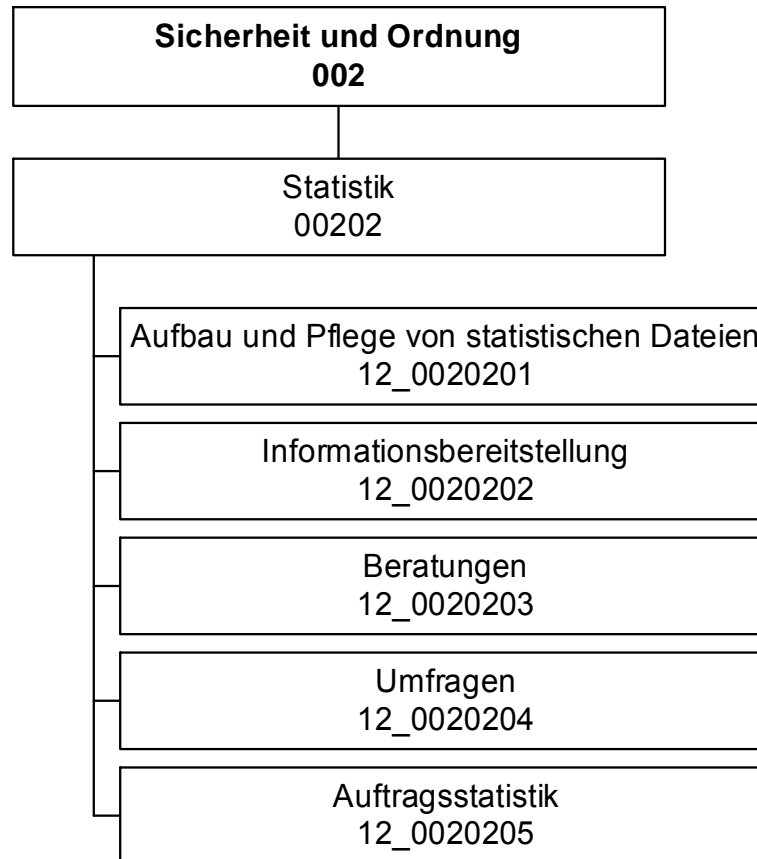 Sicherheit und Ordnung
002
Statistik
00202
Aufbau und Pflege von statistischen Dateien
12_0020201
Informationsbereitstellung
12_0020202
Beratungen
12_0020203
Umfragen
12_0020204
Auftragsstatistik
12_0020205